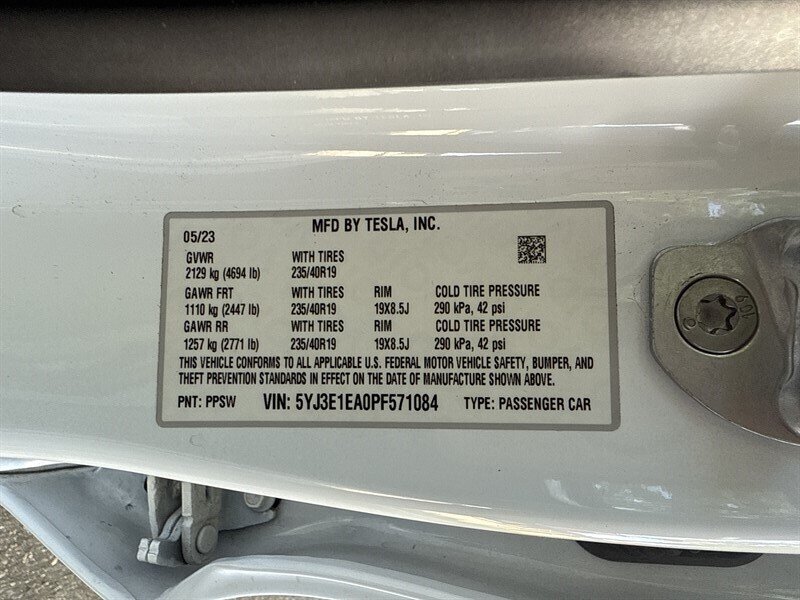 MFD BY TESLA, INC.
05/23
GVWR WITH TIRES
2129 kg (4694 lb) 235/40R19
GAWR FRT WITH TIRES RIM COLD TIRE PRESSURE
1110 kg (2447 lb) 235/40R19 19X8.5J 290 kPa, 42 psi
GAWR RR WITH TIRES RIM COLD TIRE PRESSURE
1257 kg (2771 lb) 235/40R19 19X8.5J 290 kPa, 42 psi
THIS VEHICLE CONFORMS TO ALL APPLICABLE U.S. FEDERAL MOTOR VEHICLE SAFETY, BUMPER, AND
THEFT PREVENTION STANDARDS IN EFFECT ON THE DATE OF MANUFACTURE SHOWN ABOVE.
PNT: PPSW VIN: 5YJ3E1EA0PF571084 TYPE: PASSENGER CAR